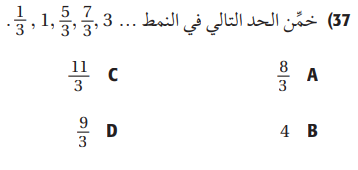 37) خمِّن الحد التالي في النمط ... 3 , 7/3 , 5/3 , 1 , 1/3 .
A 8/3 C 11/3
B 4 D 9/3